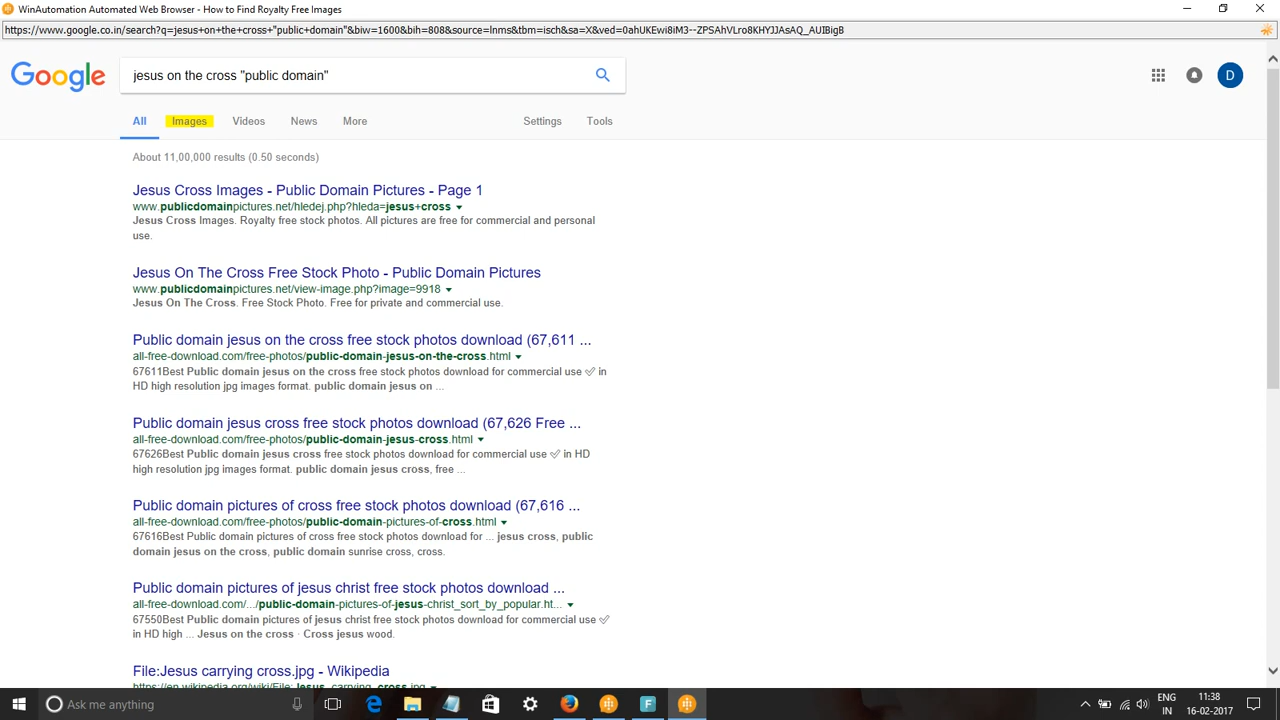 WinAutomation Automated Web Browser - How to Find Royalty Free Images
https://www.google.co.in/search?q=jesus+on+the+cross+"public+domain"&biw=1600&bih=808&source=lnms&tbm=isch&sa=X&ved=0ahUKEwi8iM3--ZPSAhVLro8KHYJJAsAQ_AUIBigB
Google
jesus on the cross "public domain"
D
All Images Videos News More Settings Tools
About 11,00,000 results (0.50 seconds)
Jesus Cross Images - Public Domain Pictures - Page 1
www.publicdomainpictures.net/hledej.php?hleda=jesus+cross
Jesus Cross Images. Royalty free stock photos. All pictures are free for commercial and personal
use.
Jesus On The Cross Free Stock Photo - Public Domain Pictures
www.publicdomainpictures.net/view-image.php?image=9918
Jesus On The Cross. Free Stock Photo. Free for private and commercial use.
Public domain jesus on the cross free stock photos download (67,611 ...
all-free-download.com/free-photos/public-domain-jesus-on-the-cross.html
67611Best Public domain jesus on the cross free stock photos download for commercial use ✓ in
HD high resolution jpg images format. public domain jesus on ...
Public domain jesus cross free stock photos download (67,626 Free ...
all-free-download.com/free-photos/public-domain-jesus-cross.html
67626Best Public domain jesus cross free stock photos download for commercial use ✓ in HD
high resolution jpg images format. public domain jesus cross, free ...
Public domain pictures of cross free stock photos download (67,616 ...
all-free-download.com/free-photos/public-domain-pictures-of-cross.html
67616Best Public domain pictures of cross free stock photos download for ... jesus cross, public
domain jesus on the cross, public domain sunrise cross, cross.
Public domain pictures of jesus christ free stock photos download ...
all-free-download.com/.../public-domain-pictures-of-jesus-christ_sort_by_popular.ht...
67550Best Public domain pictures of jesus christ free stock photos download for commercial use ✓
in HD high ... Jesus on the cross · Cross jesus wood.
File:Jesus carrying cross.jpg - Wikipedia
https://en.wikipedia.org/wiki/File:Jesus_carrying_cross.jpg
Ask me anything
F
ENG
IN
11:38
16-02-2017